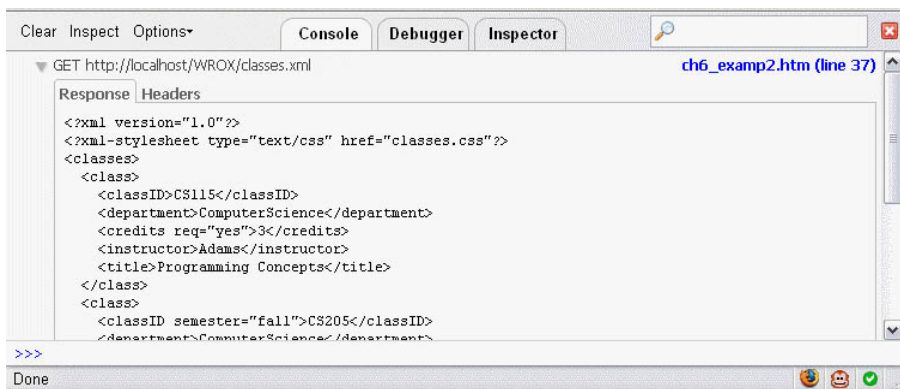 Clear Inspect Options Console Debugger Inspector
GET http://localhost/WROX/classes.xml ch6_examp2.htm (line 37)
Response Headers
<?xml version="1.0"?>
<?xml-stylesheet type="text/css" href="classes.css"?>
<classes>
<class>
<classID>CS115</classID>
<department>ComputerScience</department>
<credits req="yes">3</credits>
<instructor>Adams</instructor>
<title>Programming Concepts</title>
</class>
<class>
<classID semester="fall">CS205</classID>
<department>ComputerScience</department>
>>>
Done